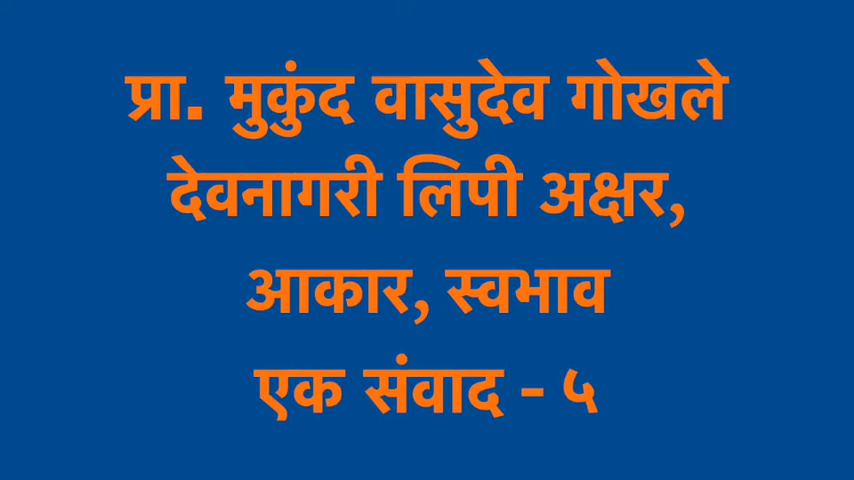 प्रा. मुकुंद वासुदेव गोखले
देवनागरी लिपी अक्षर,
आकार, स्वभाव
एक संवाद - ५